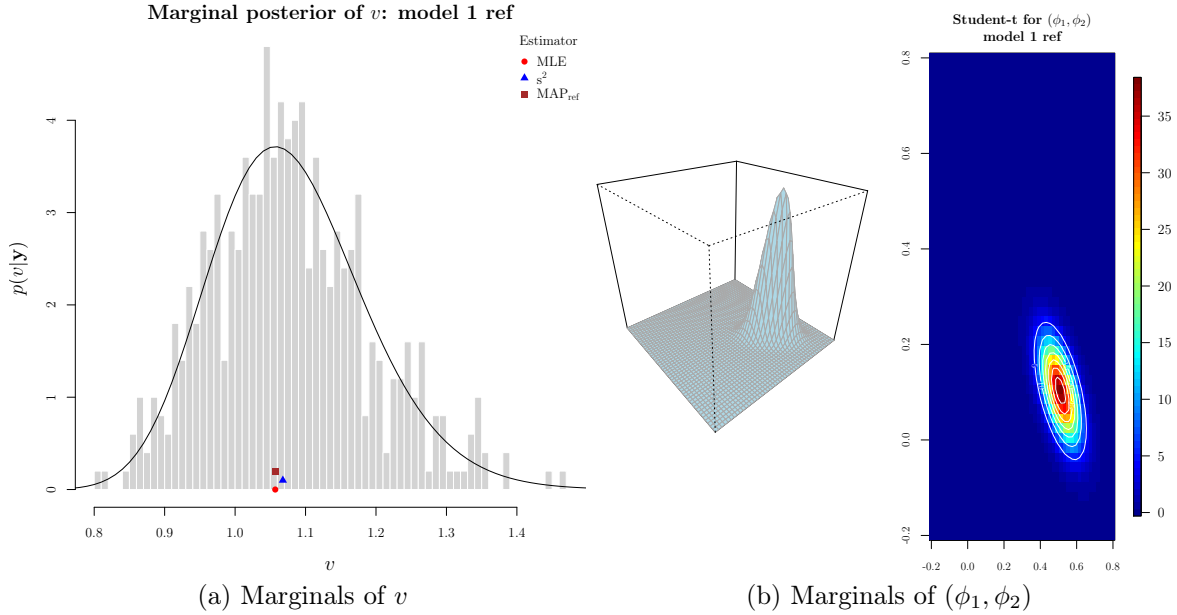 Marginal posterior of v: model 1 ref
Estimator
MLE
s²
MAP_ref
p(v|y)
4
3
2
1
0
0.8 0.9 1.0 1.1 1.2 1.3 1.4
v
(a) Marginals of v
Student-t for (ϕ₁, ϕ₂)
model 1 ref
0.8
0.6
0.4
0.2
0.0
-0.2
-0.2 0.0 0.2 0.4 0.6 0.8
35
30
25
20
15
10
5
0
(b) Marginals of (ϕ₁, ϕ₂)